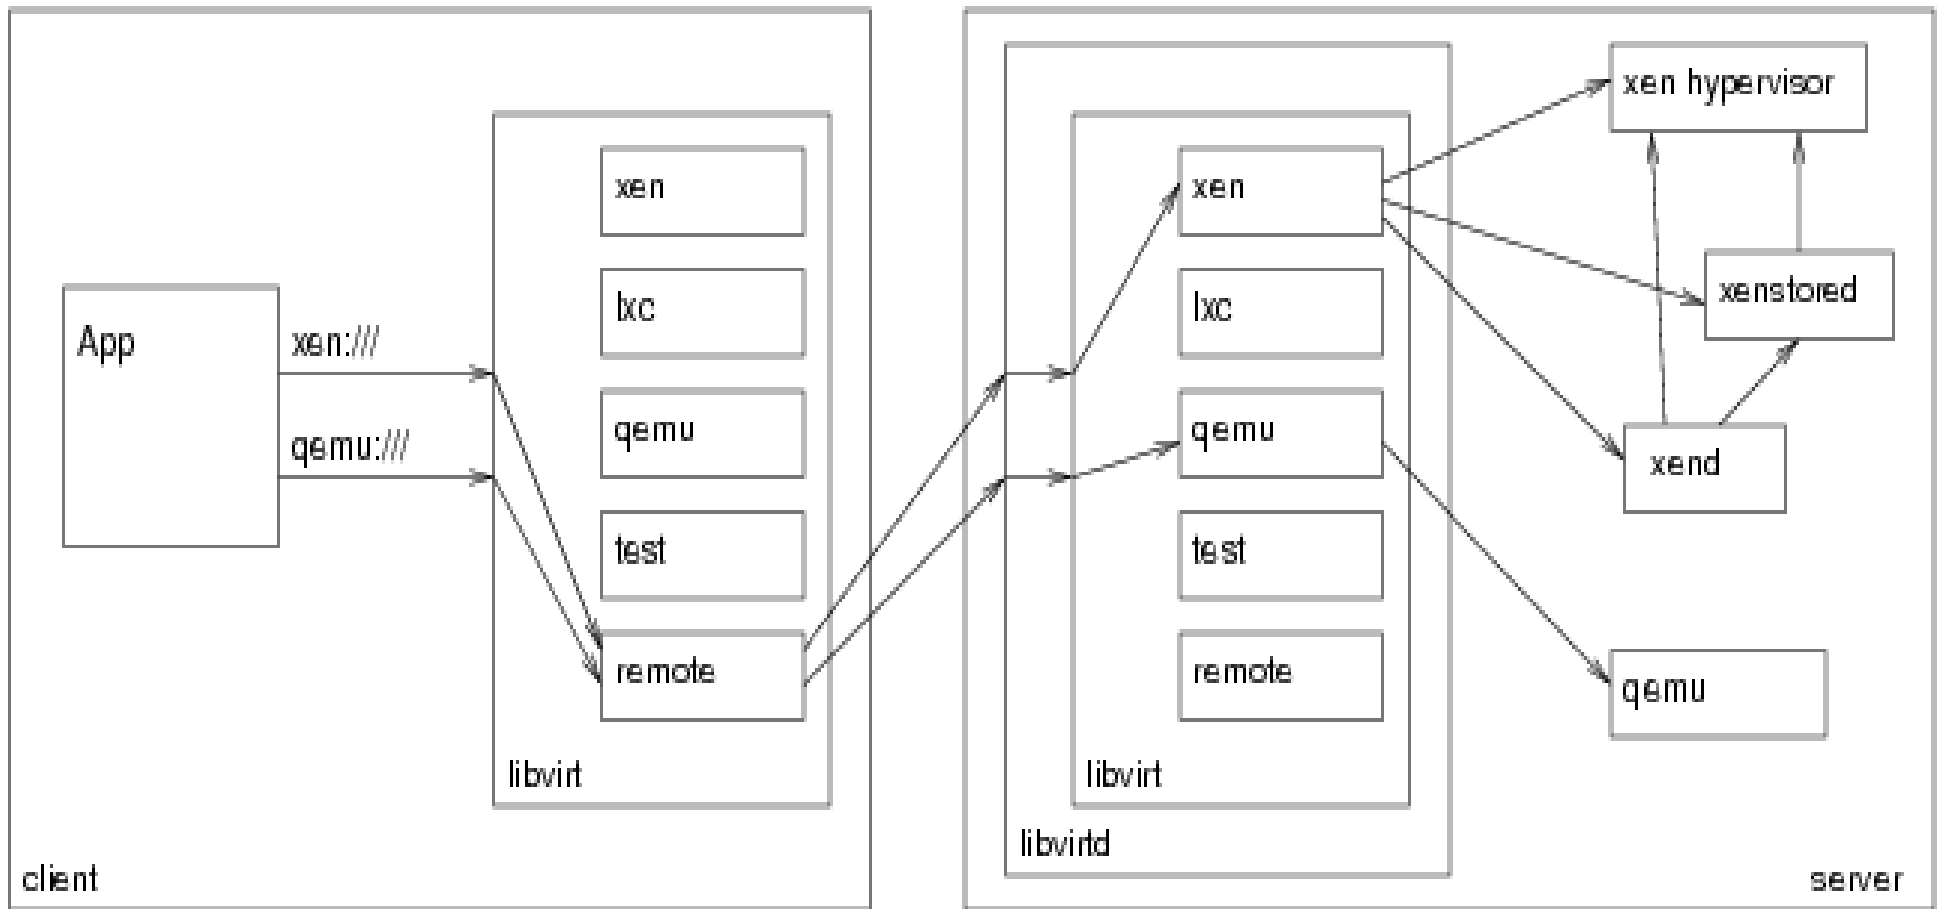 App
xen:///
qemu:///
xen
lxc
qemu
test
remote
libvirt
client
xen
lxc
qemu
test
remote
libvirt
libvirtd
xen hypervisor
xenstored
xend
qemu
server